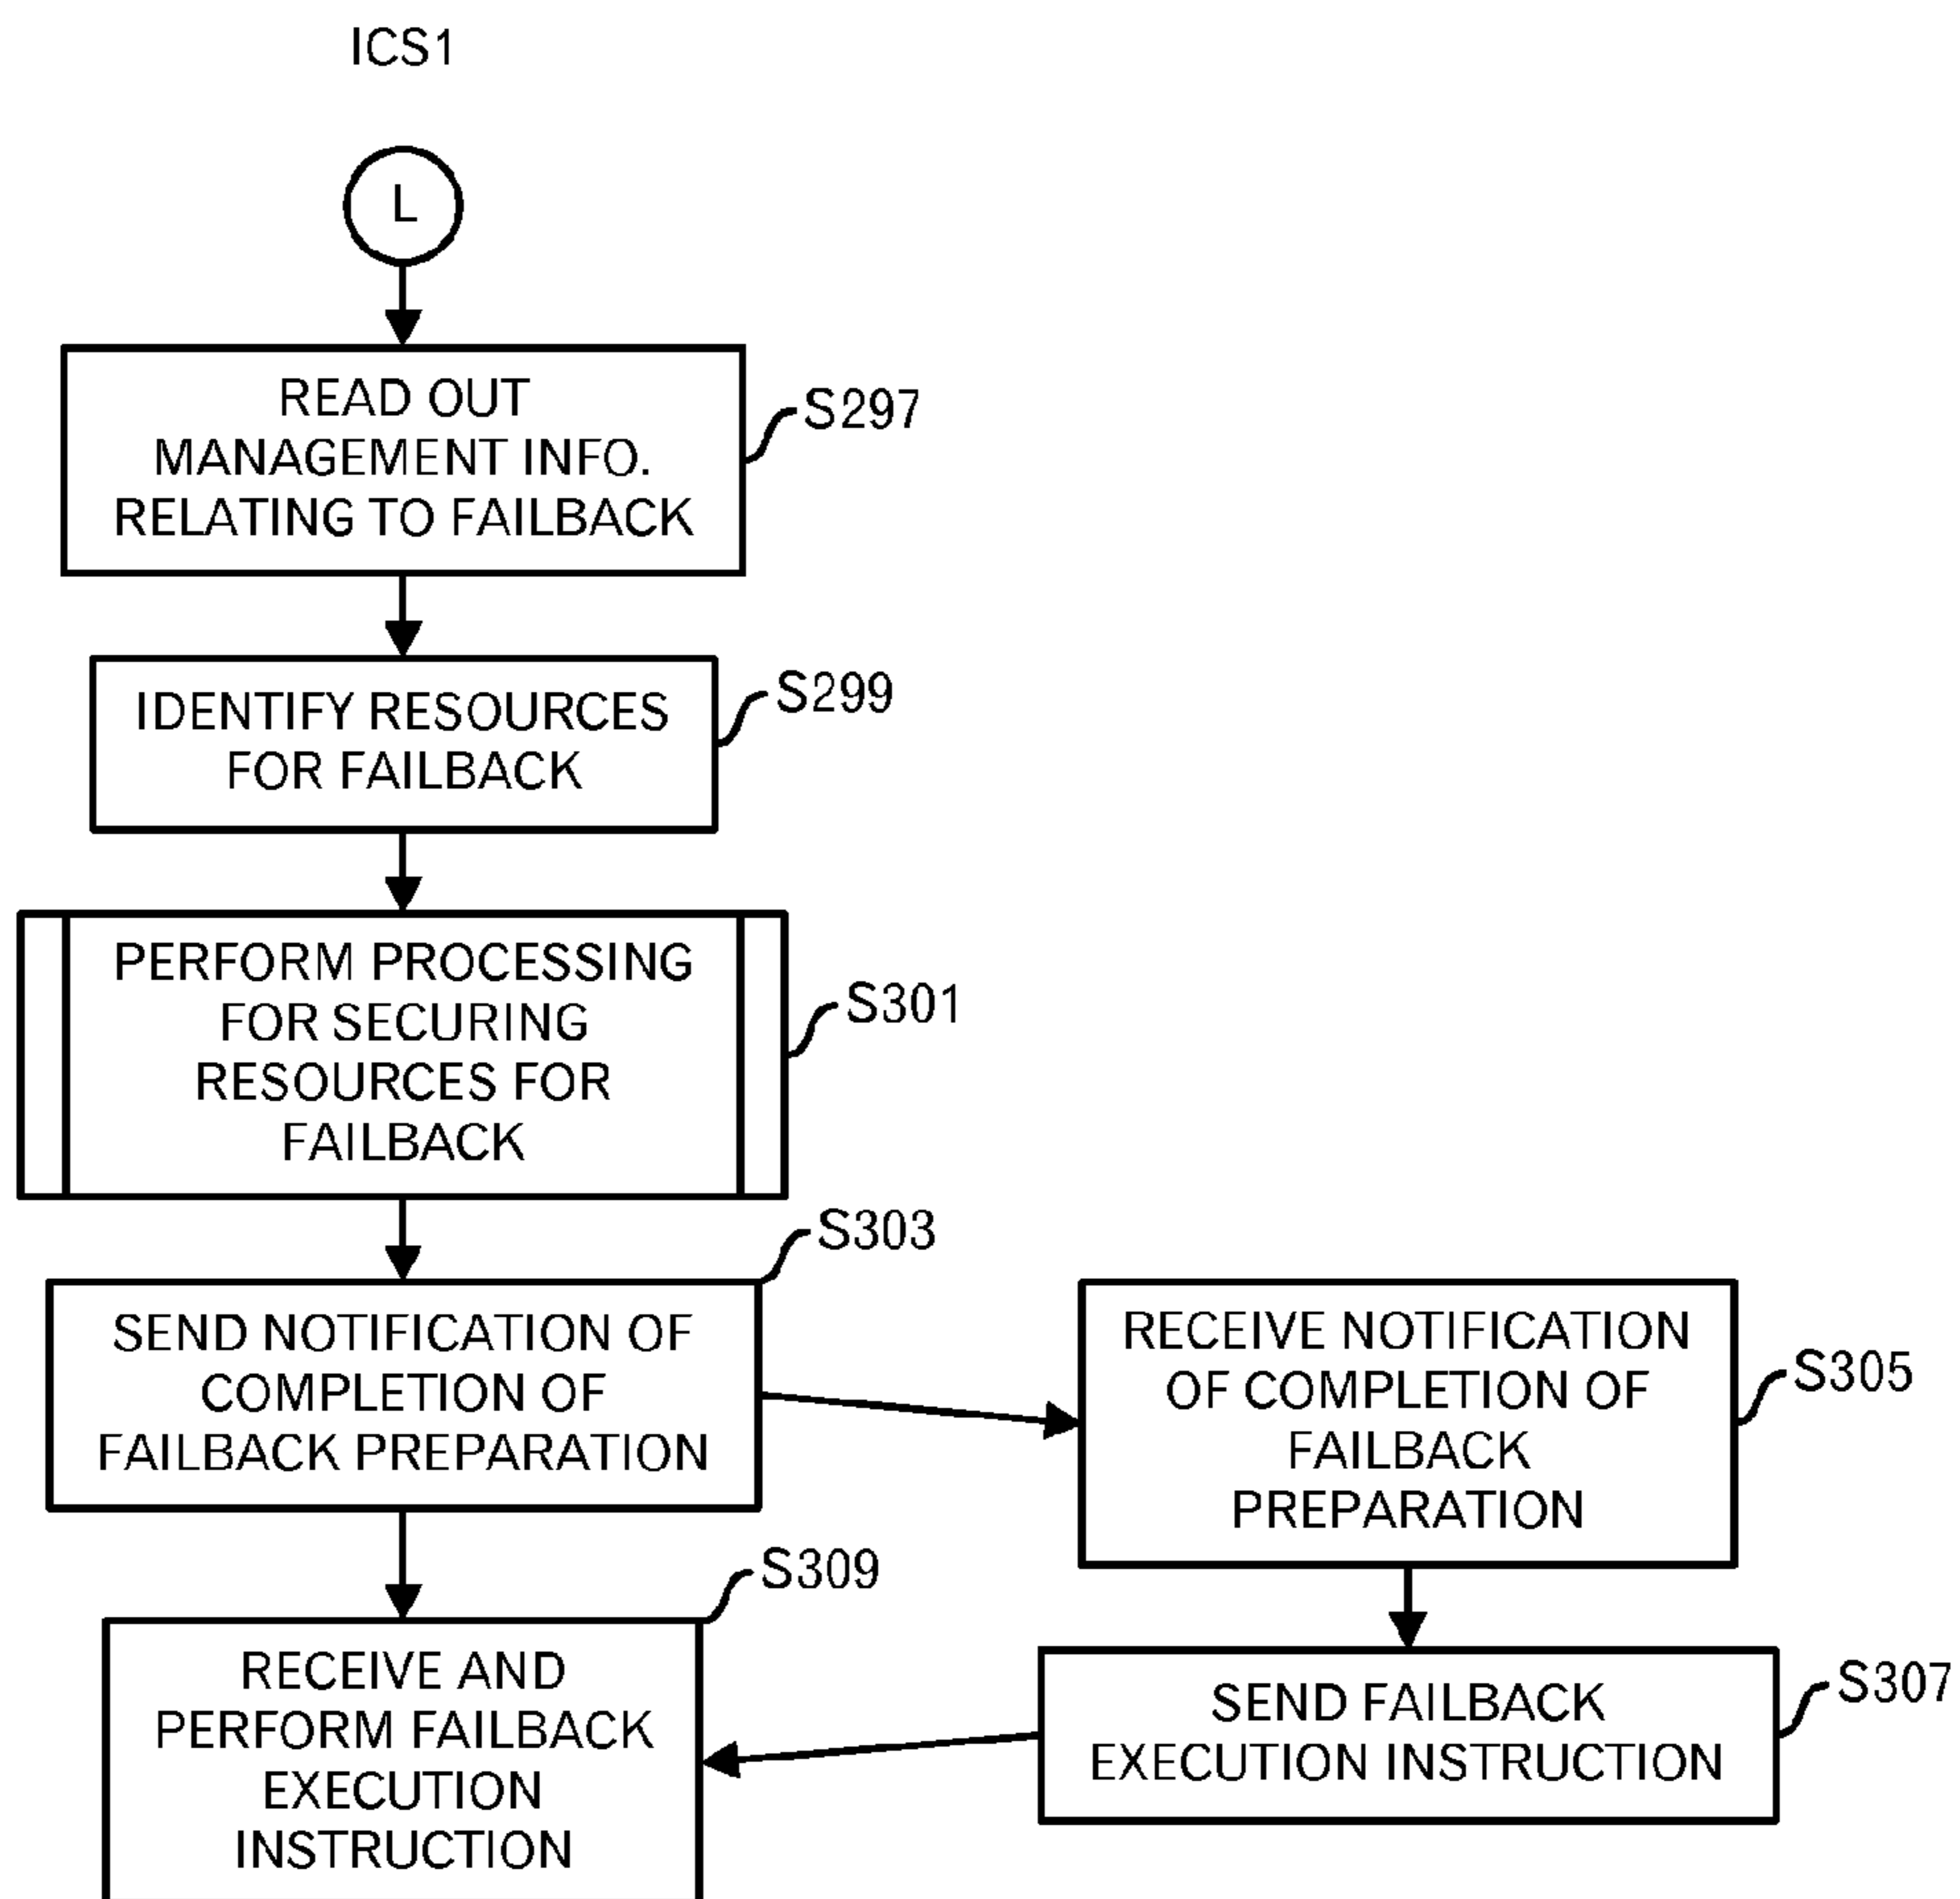 ICS1
L
READ OUT
MANAGEMENT INFO.
RELATING TO FAILBACK
S297
IDENTIFY RESOURCES
FOR FAILBACK
S299
PERFORM PROCESSING
FOR SECURING
RESOURCES FOR
FAILBACK
S301
SEND NOTIFICATION OF
COMPLETION OF
FAILBACK PREPARATION
S303
RECEIVE NOTIFICATION
OF COMPLETION OF
FAILBACK
PREPARATION
S305
SEND FAILBACK
EXECUTION INSTRUCTION
S307
RECEIVE AND
PERFORM FAILBACK
EXECUTION
INSTRUCTION
S309